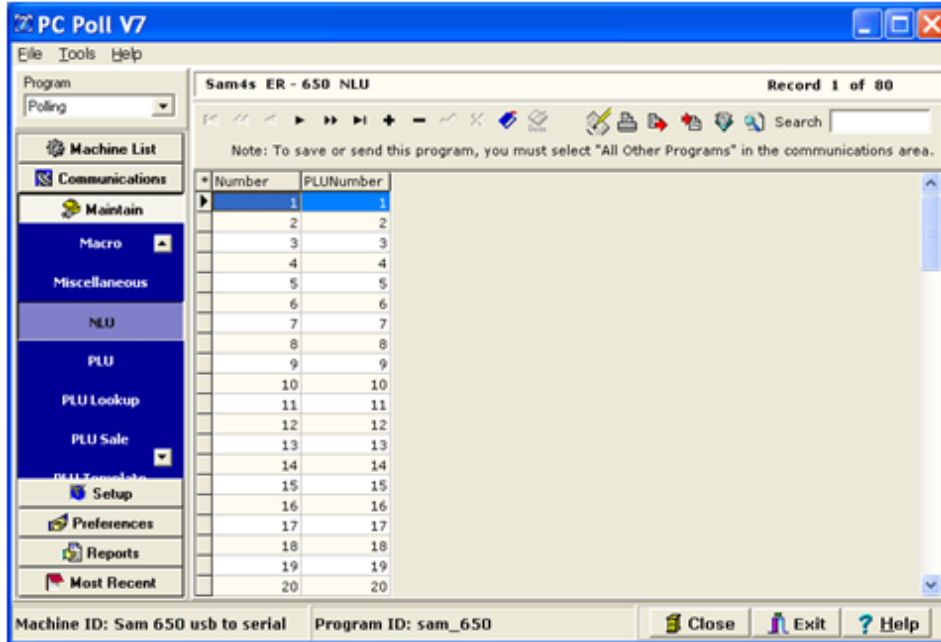 PC Poll V7
File Tools Help
Program
Polling
Machine List
Communications
Maintain
Macro
Miscellaneous
NLU
PLU
PLU Lookup
PLU Sale
PLU Template
Setup
Preferences
Reports
Most Recent
Sam4s ER - 650 NLU Record 1 of 80
Search
Note: To save or send this program, you must select "All Other Programs" in the communications area.
* Number PLUNumber
1 1
2 2
3 3
4 4
5 5
6 6
7 7
8 8
9 9
10 10
11 11
12 12
13 13
14 14
15 15
16 16
17 17
18 18
19 19
20 20
Machine ID: Sam 650 usb to serial Program ID: sam_650 Close Exit ? Help